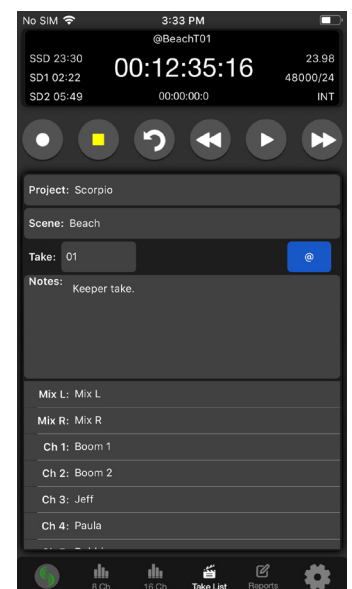 No SIM 3:33 PM
@BeachT01
SSD 23:30 23.98
00:12:35:16
SD1 02:22 48000/24
SD2 05:49 00:00:00:0 INT
Project: Scorpio
Scene: Beach
Take: 01 @
Notes: Keeper take.
Mix L: Mix L
Mix R: Mix R
Ch 1: Boom 1
Ch 2: Boom 2
Ch 3: Jeff
Ch 4: Paula
8 Ch 16 Ch Take List Reports